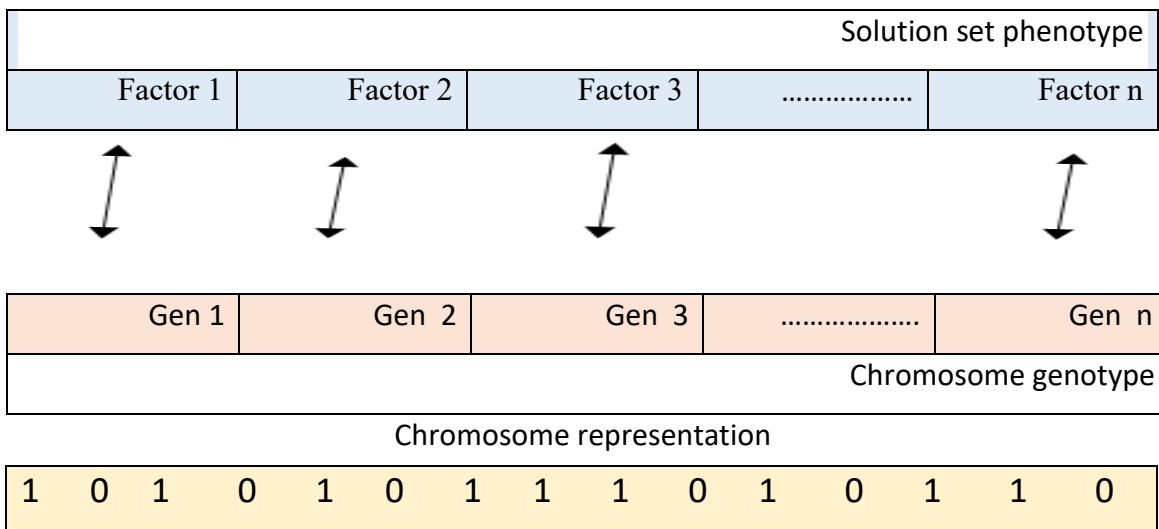 Solution set phenotype
Factor 1 Factor 2 Factor 3 .................. Factor n
Gen 1 Gen 2 Gen 3 ................... Gen n
Chromosome genotype
Chromosome representation
1 0 1 0 1 0 1 1 1 0 1 0 1 1 0